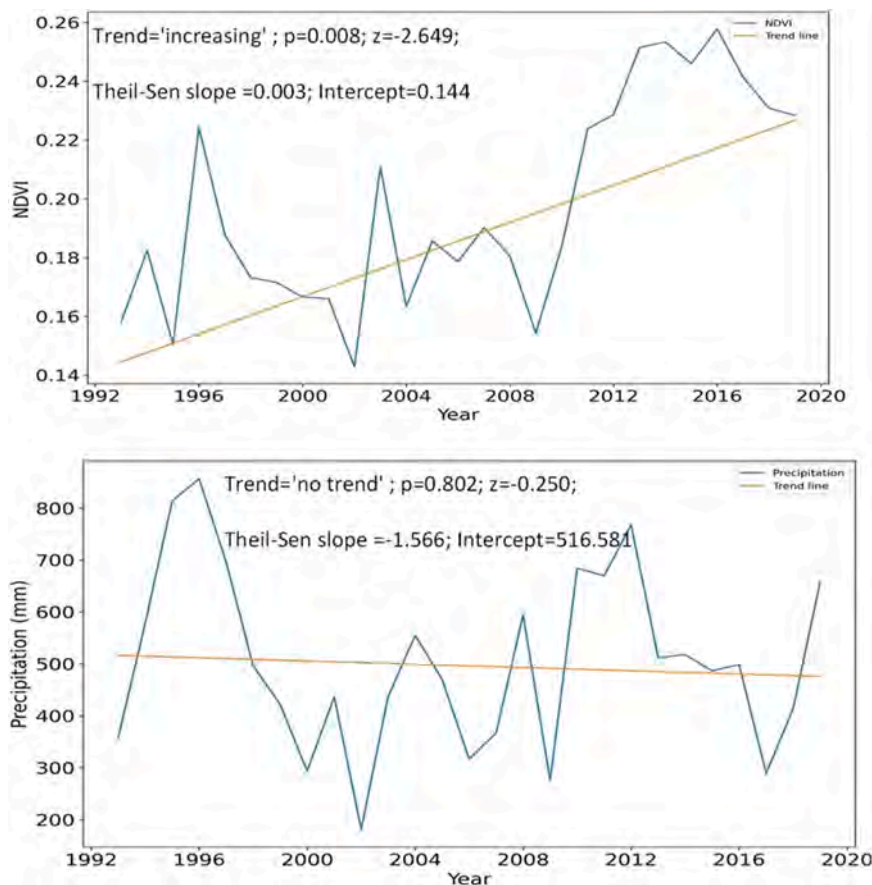 0.26
Trend='increasing' ; p=0.008; z=-2.649;
NDVI
Trend line
0.24
Theil-Sen slope =0.003; Intercept=0.144
0.22
NDVI
0.20
0.18
0.16
0.14
1992 1996 2000 2004 2008 2012 2016 2020
Year
Trend='no trend' ; p=0.802; z=-0.250;
Precipitation
Trend line
800
Theil-Sen slope =-1.566; Intercept=516.581
700
Precipitation (mm)
600
500
400
300
200
1992 1996 2000 2004 2008 2012 2016 2020
Year